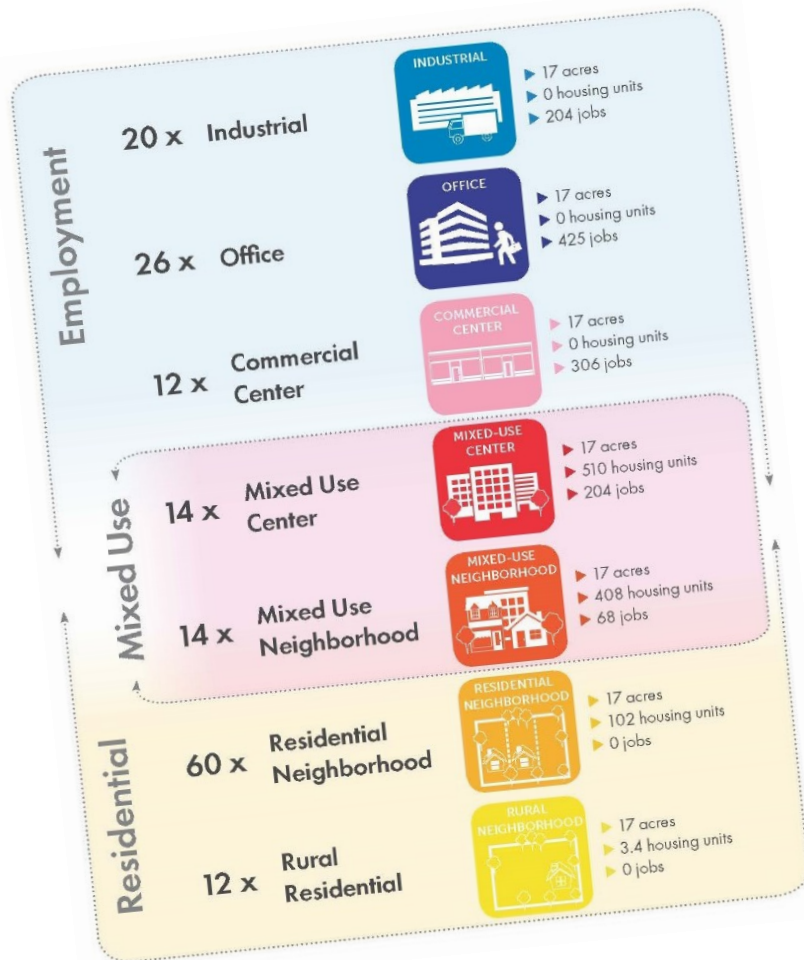 Employment
20 x Industrial
INDUSTRIAL
17 acres
0 housing units
204 jobs
26 x Office
OFFICE
17 acres
0 housing units
425 jobs
12 x Commercial
Center
COMMERCIAL
CENTER
17 acres
0 housing units
306 jobs
Mixed Use
14 x Mixed Use
Center
MIXED-USE
CENTER
17 acres
510 housing units
204 jobs
14 x Mixed Use
Neighborhood
MIXED-USE
NEIGHBORHOOD
17 acres
408 housing units
68 jobs
Residential
60 x Residential
Neighborhood
RESIDENTIAL
NEIGHBORHOOD
17 acres
102 housing units
0 jobs
12 x Rural
Residential
RURAL
NEIGHBORHOOD
17 acres
3.4 housing units
0 jobs